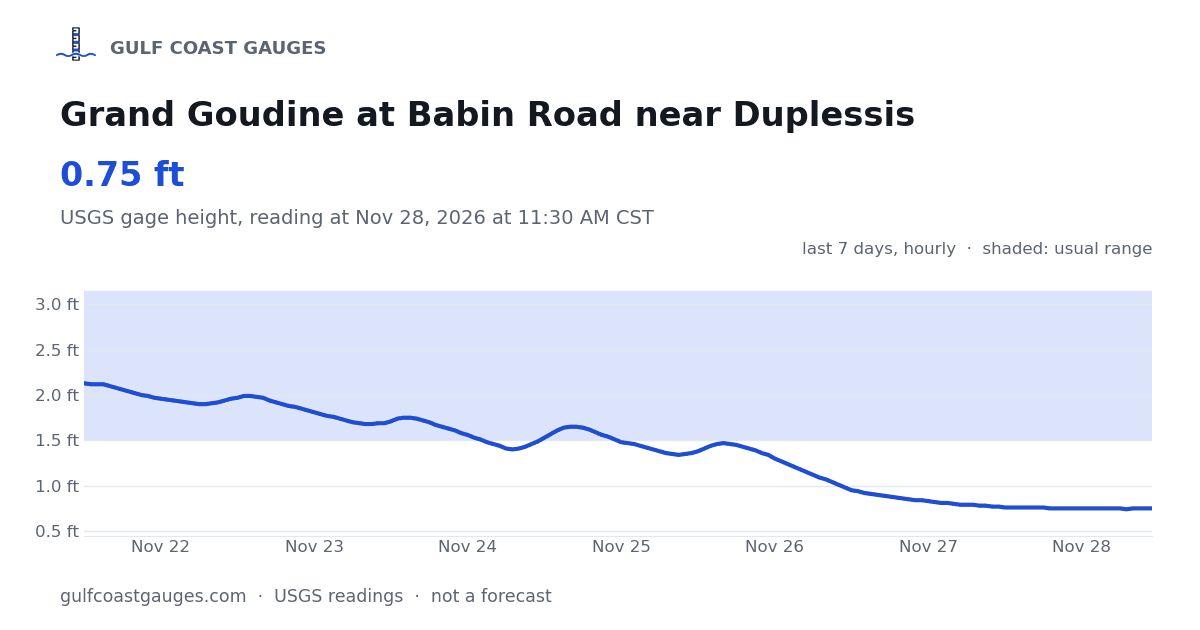 GULF COAST GAUGES
Grand Goudine at Babin Road near Duplessis
0.75 ft
USGS gage height, reading at Nov 28, 2026 at 11:30 AM CST
last 7 days, hourly · shaded: usual range
3.0 ft
2.5 ft
2.0 ft
1.5 ft
1.0 ft
0.5 ft
Nov 22 Nov 23 Nov 24 Nov 25 Nov 26 Nov 27 Nov 28
gulfcoastgauges.com · USGS readings · not a forecast